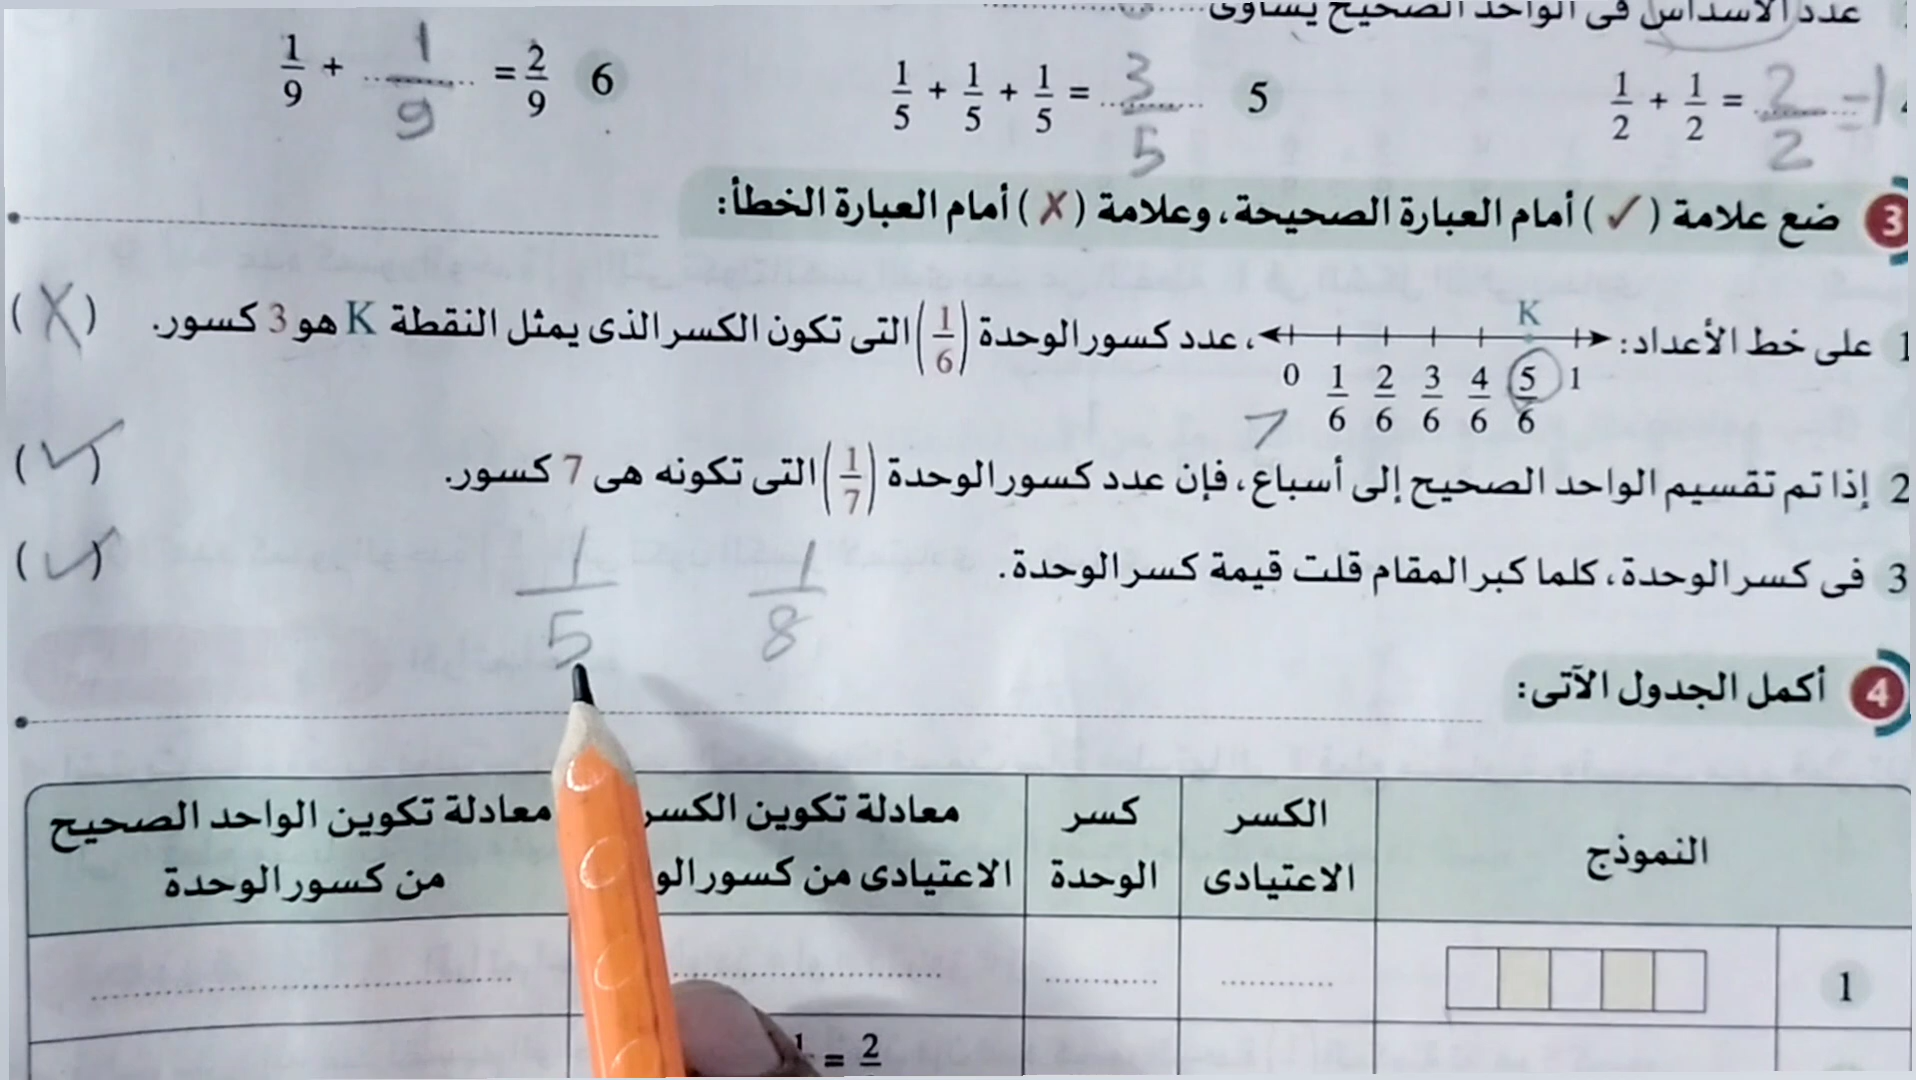 عدد الأسداس فى الواحد الصحيح يساوى ..........
1/2 + 1/2 = 2/2 = 1
5 1/5 + 1/5 + 1/5 = 3/5
6 1/9 + 1/9 = 2/9
3 ضع علامة (✓) أمام العبارة الصحيحة، وعلامة (✗) أمام العبارة الخطأ:
1 على خط الأعداد: K 0 1/6 2/6 3/6 4/6 5/6 1 ، عدد كسور الوحدة (1/6) التى تكون الكسر الذى يمثل النقطة K هو 3 كسور. (X)
7
2 إذا تم تقسيم الواحد الصحيح إلى أسباع، فإن عدد كسور الوحدة (1/7) التى تكونه هى 7 كسور. (✓)
3 فى كسر الوحدة، كلما كبر المقام قلت قيمة كسر الوحدة. (✓)
1/8 1/5
4 أكمل الجدول الآتى:
النموذج
الكسر الاعتيادى
كسر الوحدة
معادلة تكوين الكسر الاعتيادى من كسور
معادلة تكوين الواحد الصحيح من كسور الوحدة
1 .......... .......... .......... ..........
= 2